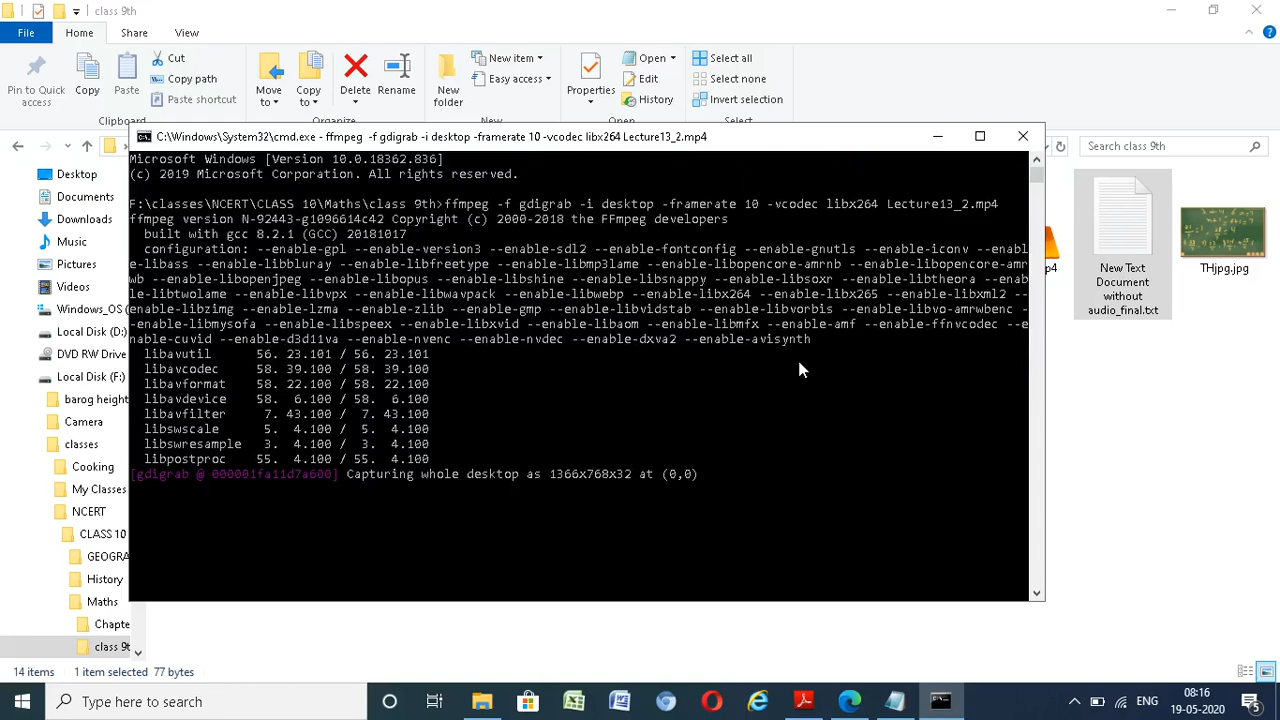 class 9th
File
Home
Share
View
Pin to Quick access
Copy
Paste
Cut
Copy path
Paste shortcut
Clipboard
Move to
Copy to
Delete
Rename
Organize
New folder
New item
Easy access
New
Properties
Open
Edit
History
Open
Select all
Select none
Invert selection
Search class 9th
Desktop
Documents
Downloads
Music
Pictures
Videos
Windows_OS (
Local Disk (D:)
DVD RW Drive
Local Disk (F:)
barog height
Camera
classes
Cooking
My Classes
NCERT
CLASS 10
GEOGRA
History
Maths
Chapte
class 9th
C:\Windows\System32\cmd.exe - ffmpeg -f gdigrab -i desktop -framerate 10 -vcodec libx264 Lecture13_2.mp4
Microsoft Windows [Version 10.0.18362.836]
(c) 2019 Microsoft Corporation. All rights reserved.
F:\classes\NCERT\CLASS 10\Maths\class 9th>ffmpeg -f gdigrab -i desktop -framerate 10 -vcodec libx264 Lecture13_2.mp4
ffmpeg version N-92443-g1096614c42 Copyright (c) 2000-2018 the FFmpeg developers
built with gcc 8.2.1 (GCC) 20181017
configuration: --enable-gpl --enable-version3 --enable-sdl2 --enable-fontconfig --enable-gnutls --enable-iconv --enabl
e-libass --enable-libbluray --enable-libfreetype --enable-libmp3lame --enable-libopencore-amrnb --enable-libopencore-amr
wb --enable-libopenjpeg --enable-libopus --enable-libshine --enable-libsnappy --enable-libsoxr --enable-libtheora --enab
le-libtwolame --enable-libvpx --enable-libwavpack --enable-libwebp --enable-libx264 --enable-libx265 --enable-libxml2 --
enable-libzimg --enable-lzma --enable-zlib --enable-gmp --enable-libvidstab --enable-libvorbis --enable-libvo-amrwbenc -
-enable-libmysofa --enable-libspeex --enable-libxvid --enable-libaom --enable-libmfx --enable-amf --enable-ffnvcodec --e
nable-cuvid --enable-d3d11va --enable-nvenc --enable-nvdec --enable-dxva2 --enable-avisynth
libavutil 56. 23.101 / 56. 23.101
libavcodec 58. 39.100 / 58. 39.100
libavformat 58. 22.100 / 58. 22.100
libavdevice 58. 6.100 / 58. 6.100
libavfilter 7. 43.100 / 7. 43.100
libswscale 5. 4.100 / 5. 4.100
libswresample 3. 4.100 / 3. 4.100
libpostproc 55. 4.100 / 55. 4.100
[gdigrab @ 000001fa11d7a600] Capturing whole desktop as 1366x768x32 at (0,0)
p4
New Text
Document
without
audio_final.txt
THjpg.jpg
14 items
1 item selected 77 bytes
Type here to search
ENG
08:16
19-05-2020
5